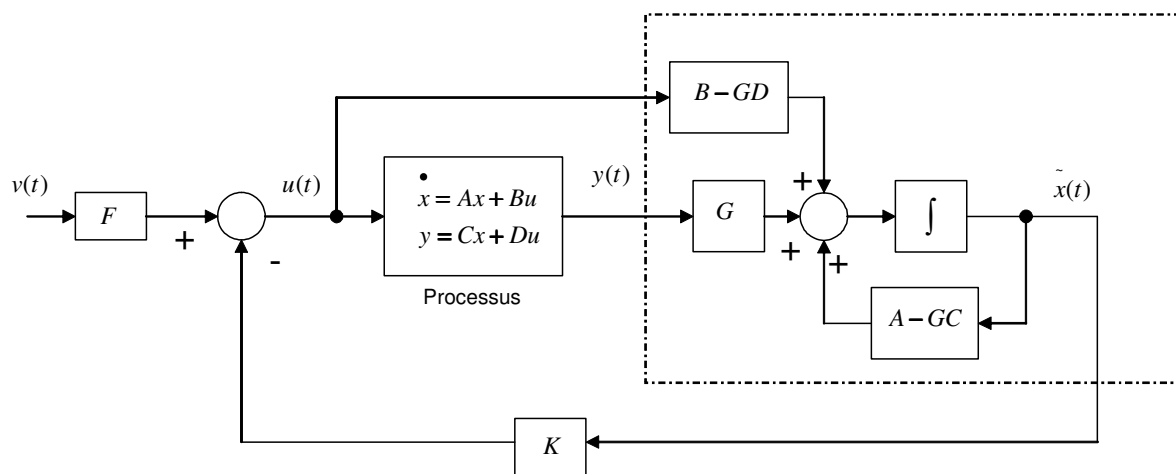 B − GD
v(t)
F
+
u(t)
-
ẋ = Ax + Bu
y = Cx + Du
Processus
y(t)
G
+
+
+
∫
x̃(t)
A − GC
K